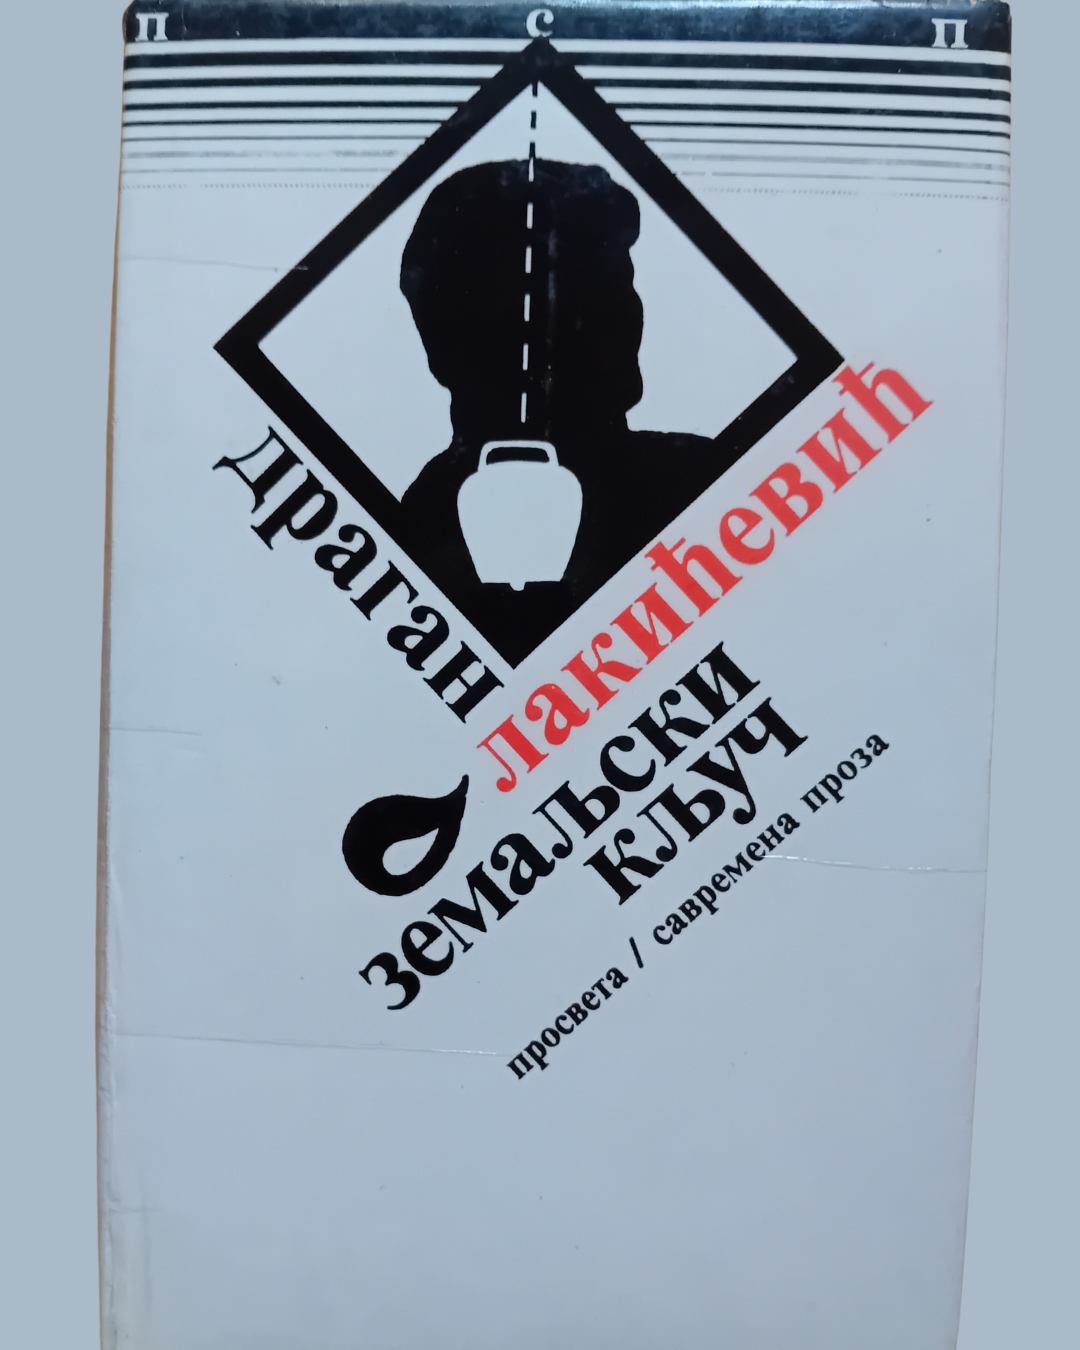 п с п
драган
лакићевић
земаљски
кључ
просвета / савремена проза